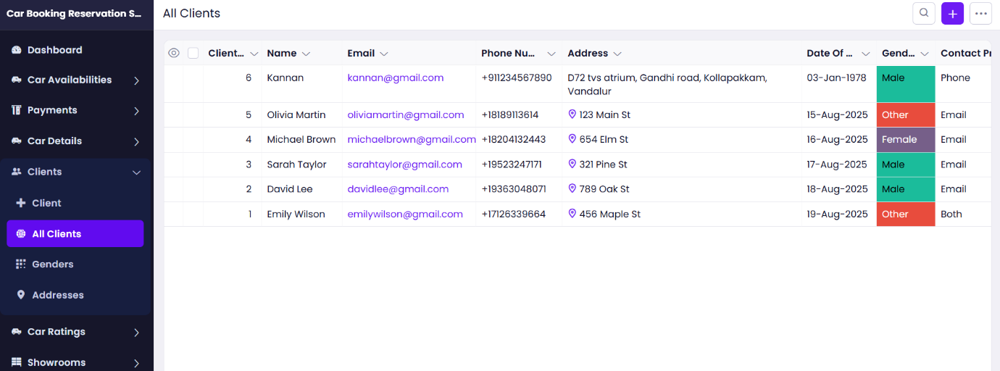 Car Booking Reservation S...
All Clients
Dashboard
Car Availabilities
Payments
Car Details
Clients
Client
All Clients
Genders
Addresses
Car Ratings
Showrooms
Client... Name Email Phone Nu... Address Date Of ... Gend... Contact Pr
6 Kannan kannan@gmail.com +911234567890 D72 tvs atrium, Gandhi road, Kollapakkam, 03-Jan-1978 Male Phone
Vandalur
5 Olivia Martin oliviamartin@gmail.com +18189113614 123 Main St 15-Aug-2025 Other Email
4 Michael Brown michaelbrown@gmail.com +18204132443 654 Elm St 16-Aug-2025 Female Email
3 Sarah Taylor sarahtaylor@gmail.com +19523247171 321 Pine St 17-Aug-2025 Male Email
2 David Lee davidlee@gmail.com +19363048071 789 Oak St 18-Aug-2025 Male Email
1 Emily Wilson emilywilson@gmail.com +17126339664 456 Maple St 19-Aug-2025 Other Both